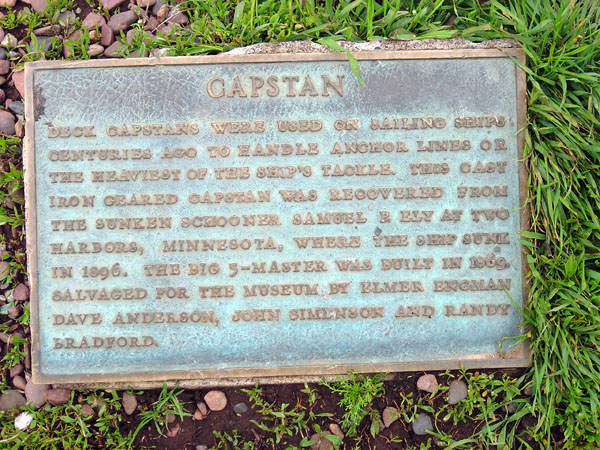 CAPSTAN
DECK CAPSTANS WERE USED ON SAILING SHIPS
CENTURIES AGO TO HANDLE ANCHOR LINES OR
THE HEAVIEST OF THE SHIP'S TACKLE. THIS CAST
IRON GEARED CAPSTAN WAS RECOVERED FROM
THE SUNKEN SCHOONER SAMUEL P. ELY AT TWO
HARBORS, MINNESOTA, WHERE THE SHIP SUNK
IN 1896. THE BIG 3-MASTER WAS BUILT IN 1869.
SALVAGED FOR THE MUSEUM BY ELMER ENGMAN
DAVE ANDERSON, JOHN SIMENSON AND RANDY
BRADFORD.